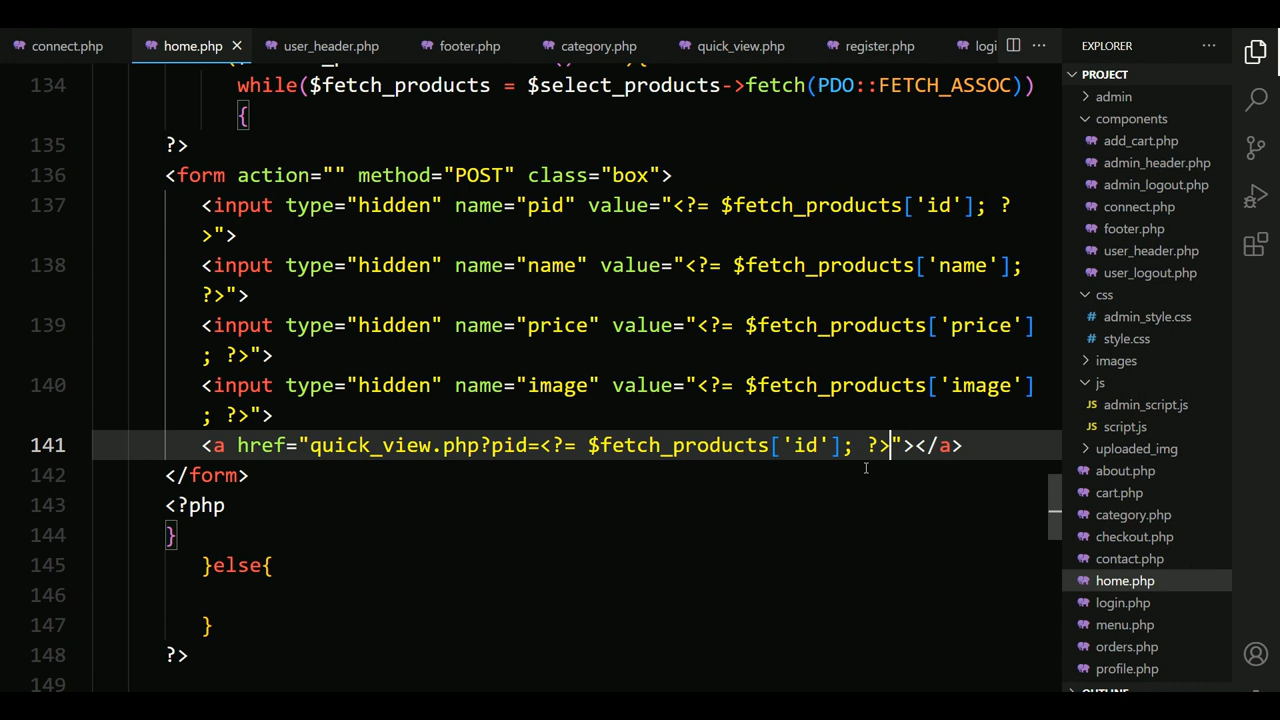 connect.php
home.php
user_header.php
footer.php
category.php
quick_view.php
register.php
logi
EXPLORER
134 while($fetch_products = $select_products->fetch(PDO::FETCH_ASSOC))
{
135 ?>
136 <form action="" method="POST" class="box">
137 <input type="hidden" name="pid" value="<?= $fetch_products['id']; ?
>">
138 <input type="hidden" name="name" value="<?= $fetch_products['name'];
?>">
139 <input type="hidden" name="price" value="<?= $fetch_products['price']
; ?>">
140 <input type="hidden" name="image" value="<?= $fetch_products['image']
; ?>">
141 <a href="quick_view.php?pid=<?= $fetch_products['id']; ?>"></a>
142 </form>
143 <?php
144 }
145 }else{
146
147 }
148 ?>
149
PROJECT
admin
components
add_cart.php
admin_header.php
admin_logout.php
connect.php
footer.php
user_header.php
user_logout.php
css
admin_style.css
style.css
images
js
admin_script.js
script.js
uploaded_img
about.php
cart.php
category.php
checkout.php
contact.php
home.php
login.php
menu.php
orders.php
profile.php
OUTLINE